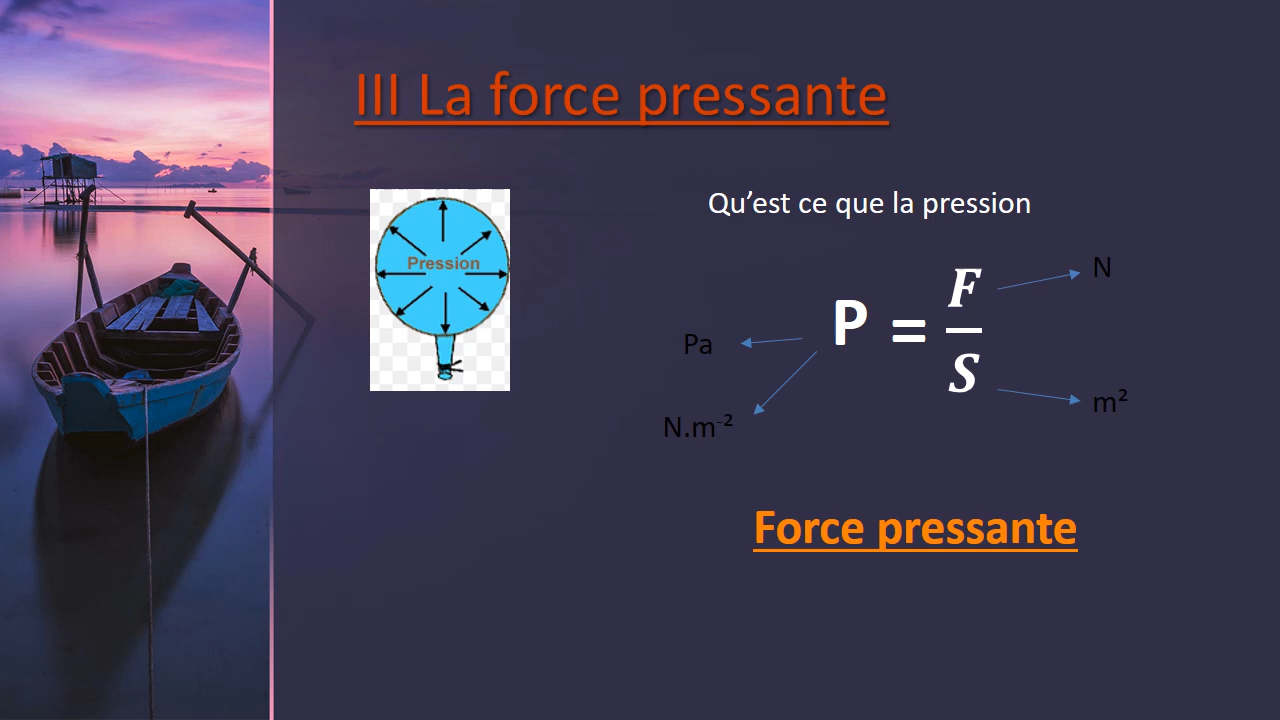 III La force pressante
Pression
Qu’est ce que la pression
P = F/S
N
Pa
m²
N.m⁻²
Force pressante